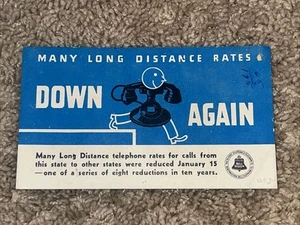 MANY LONG DISTANCE RATES
DOWN
AGAIN
Many Long Distance telephone rates for calls from
this state to other states were reduced January 15
—one of a series of eight reductions in ten years.